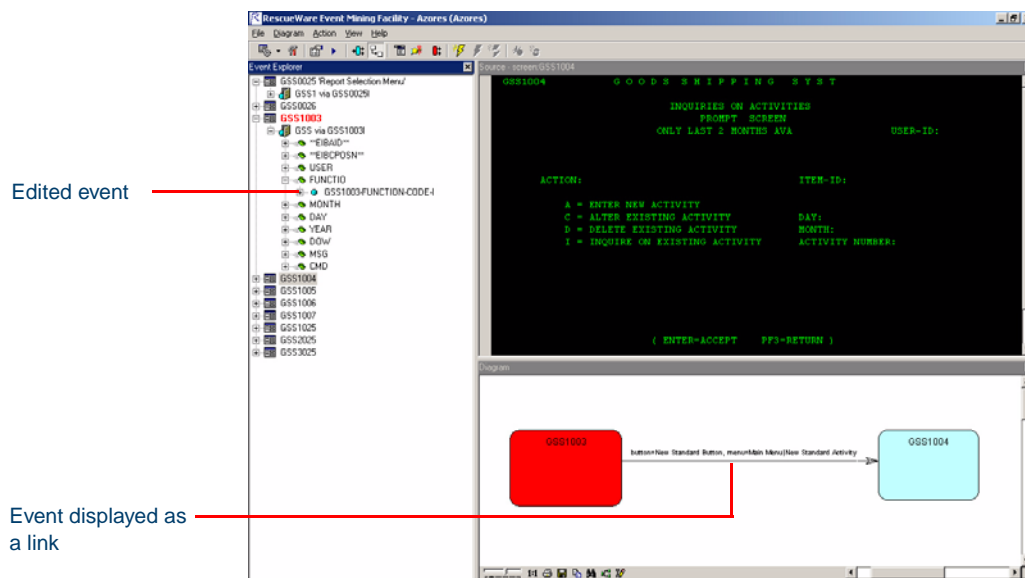 RescueWare Event Mining Facility - Azores (Azores)
File Diagram Action View Help
Event Explorer
GSS0025 'Report Selection Menu'
GSS1 via GSS0025I
GSS0026
GSS1003
GSS via GSS1003I
**EIBAID**
**EIBCPOSN**
USER
FUNCTIO
GSS1003-FUNCTION-CODE-I
MONTH
DAY
YEAR
DOW
MSG
CMD
GSS1004
GSS1005
GSS1006
GSS1007
GSS1025
GSS2025
GSS3025
Source - screen:GSS1004
GSS1004 G O O D S S H I P P I N G S Y S T
INQUIRIES ON ACTIVITIES
PROMPT SCREEN
ONLY LAST 2 MONTHS AVA USER-ID:
ACTION: ITEM-ID:
A = ENTER NEW ACTIVITY
C = ALTER EXISTING ACTIVITY DAY:
D = DELETE EXISTING ACTIVITY MONTH:
I = INQUIRE ON EXISTING ACTIVITY ACTIVITY NUMBER:
( ENTER=ACCEPT PF3=RETURN )
Diagram
GSS1003
button=New Standard Button, menu=Main Menu|New Standard Activity
GSS1004
1:1
Edited event
Event displayed as
a link